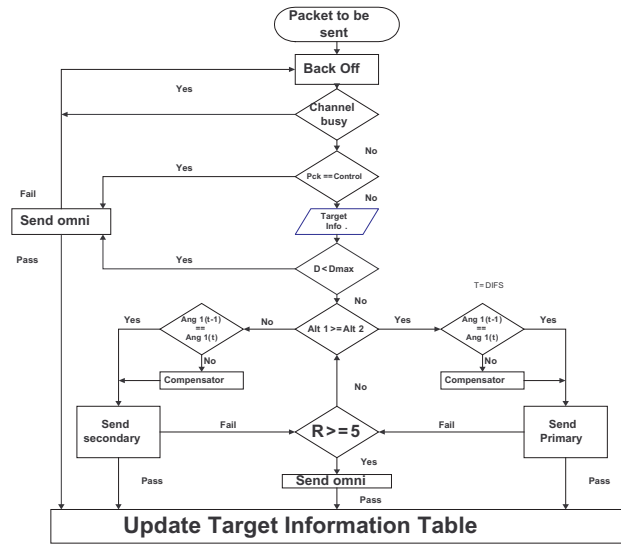 Packet to be
sent
Back Off
Yes
Channel
busy
No
Yes
Pck ==Control
Fail
No
Send omni
Target
Info .
Pass
Yes
D<Dmax
T= DIFS
No
Yes
Ang 1(t-1)
==
Ang 1(t)
No
Alt 1 >=Alt 2
Yes
Ang 1(t-1)
==
Ang 1(t)
Yes
No
No
Compensator
No
Compensator
Send
secondary
Fail
R>=5
Fail
Send
Primary
Yes
Pass
Send omni
Pass
Pass
Update Target Information Table